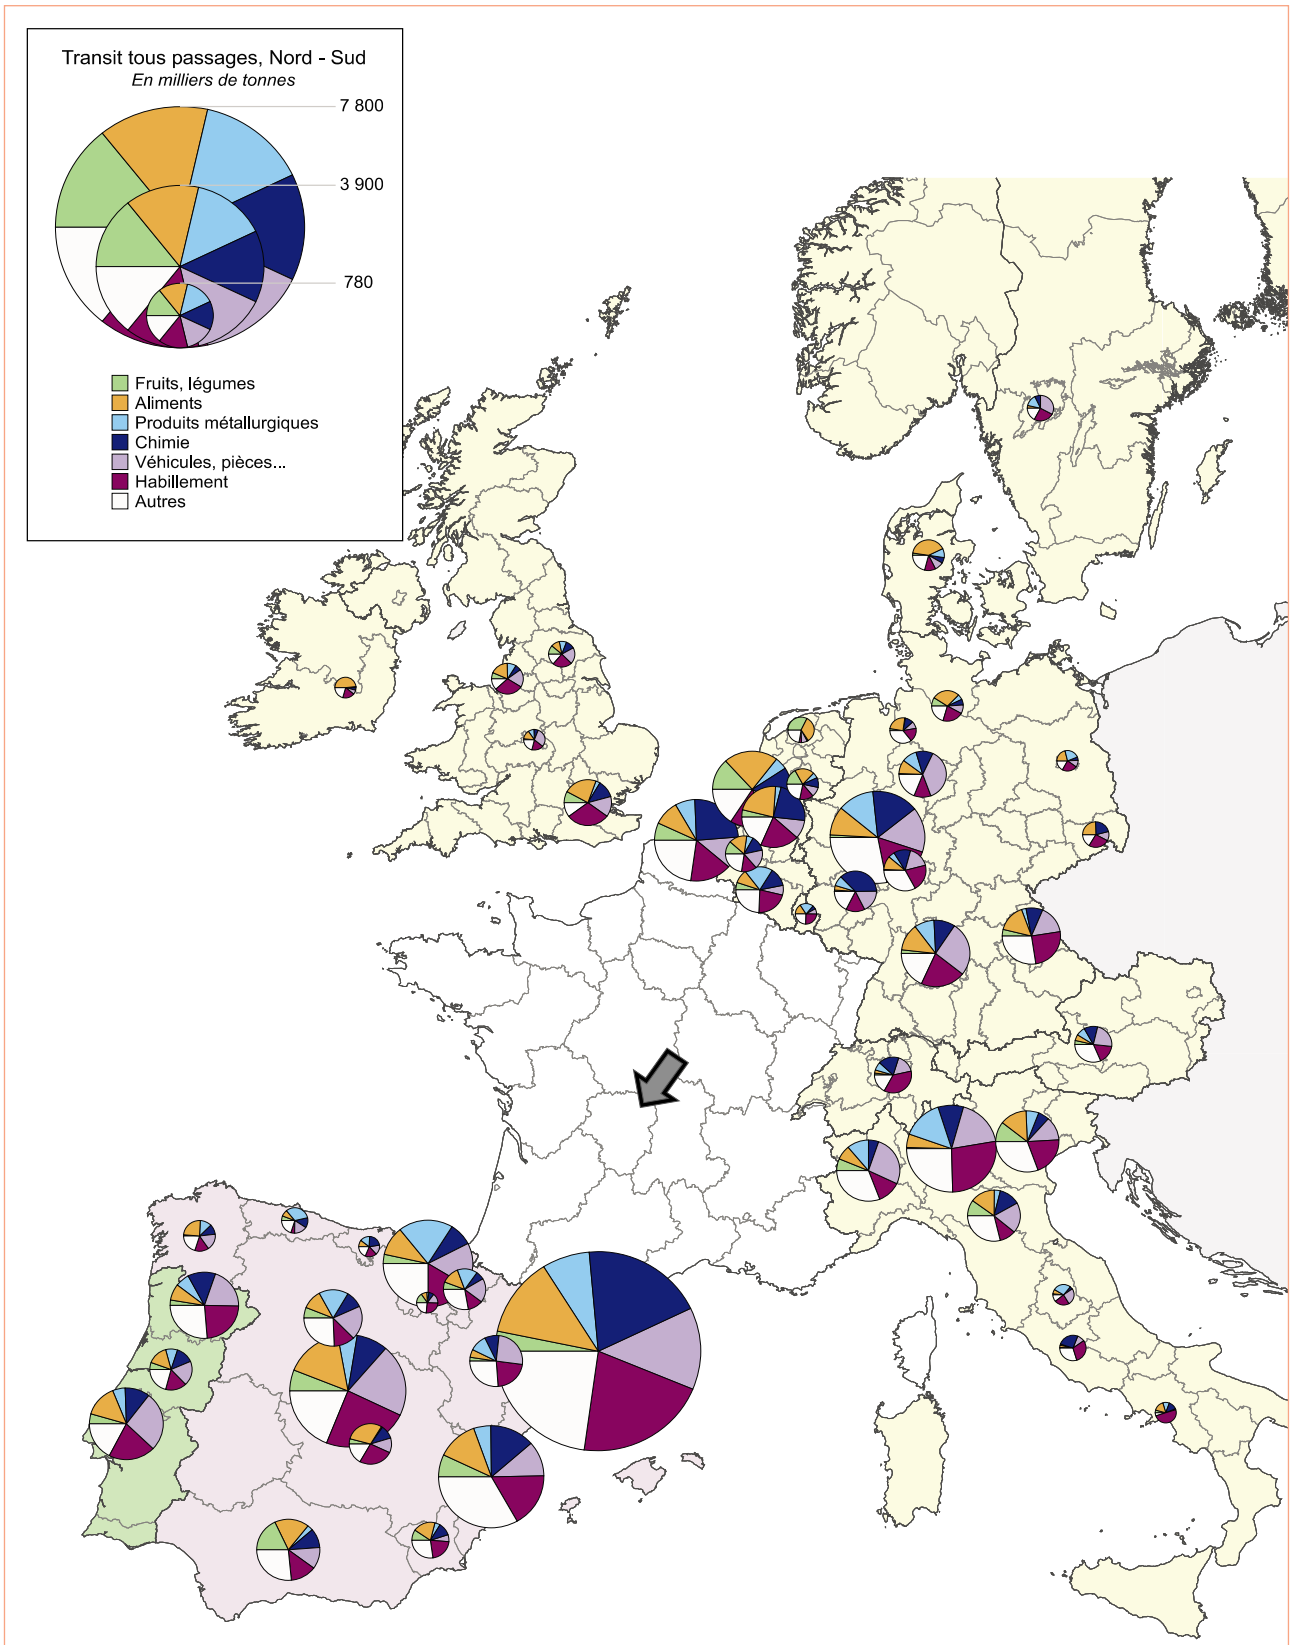 Transit tous passages, Nord - Sud
En milliers de tonnes
7 800
3 900
780
Fruits, légumes
Aliments
Produits métallurgiques
Chimie
Véhicules, pièces...
Habillement
Autres